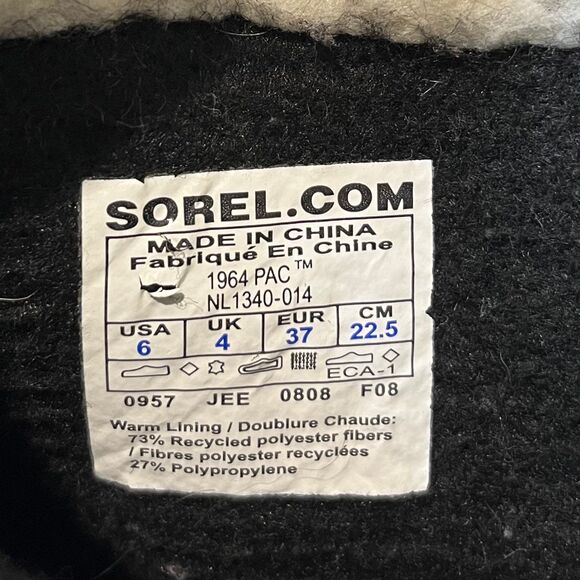 SOREL.COM
MADE IN CHINA
Fabriqué En Chine
1964 PAC™
NL1340-014
USA UK EUR CM
6 4 37 22.5
ECA-1
0957 JEE 0808 F08
Warm Lining / Doublure Chaude:
73% Recycled polyester fibers
/ Fibres polyester recyclées
27% Polypropylene